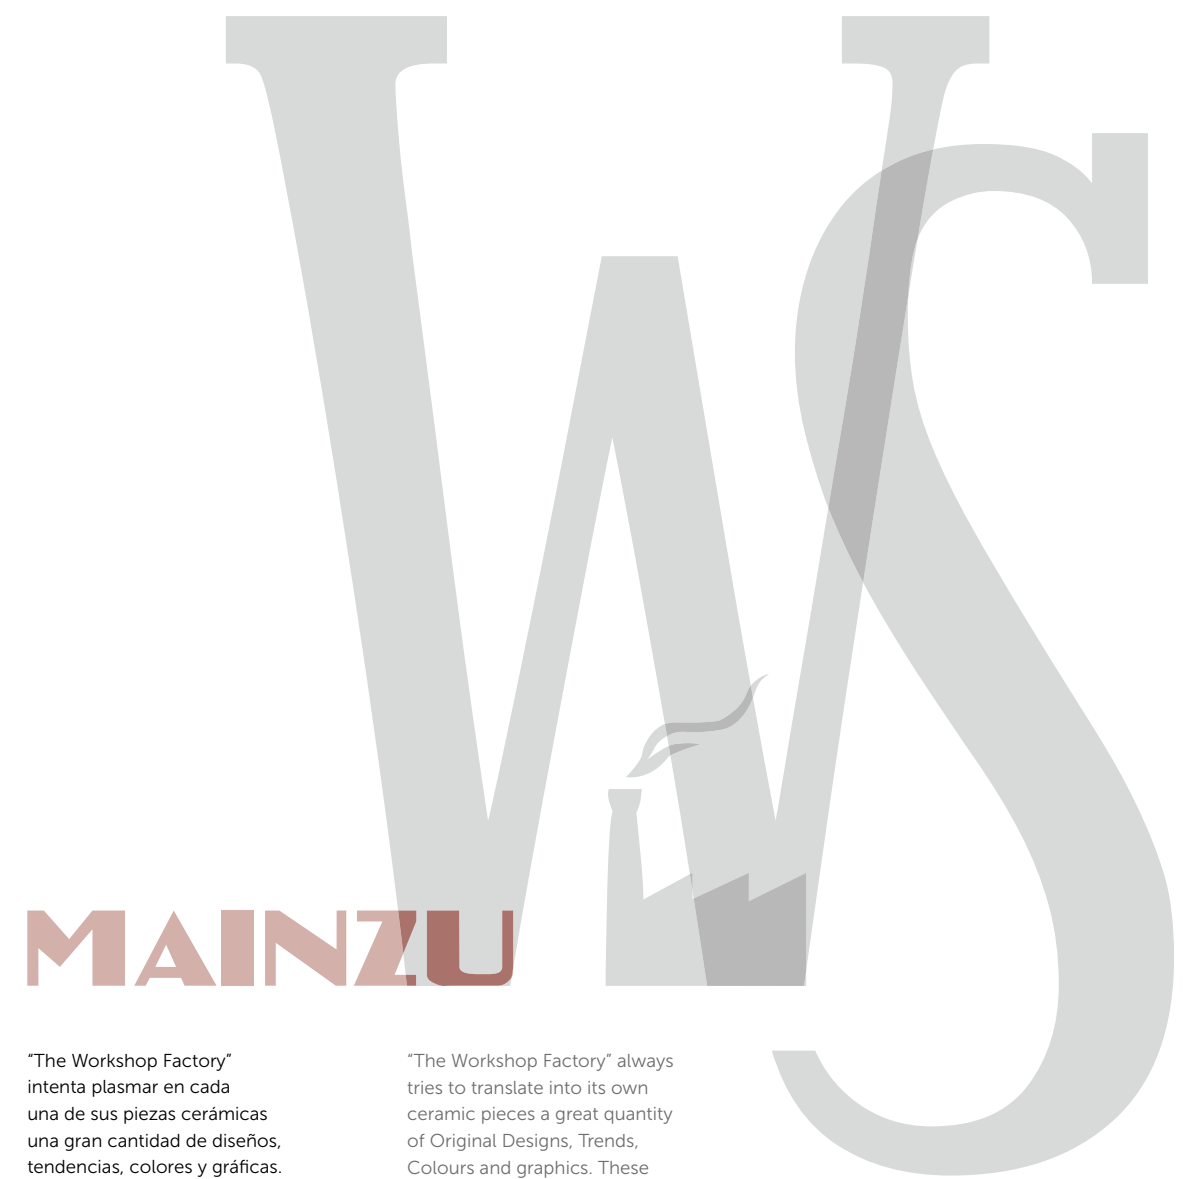 WS
MAINZU
“The Workshop Factory”
intenta plasmar en cada
una de sus piezas cerámicas
una gran cantidad de diseños,
tendencias, colores y gráficas.
“The Workshop Factory” always
tries to translate into its own
ceramic pieces a great quantity
of Original Designs, Trends,
Colours and graphics. These